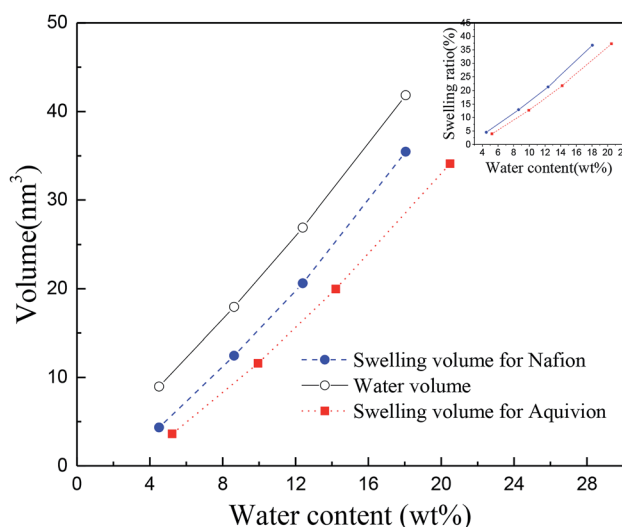 50
40
30
20
10
0
Volume(nm³)
0 4 8 12 16 20 24 28
Water content (wt%)
Swelling volume for Nafion
Water volume
Swelling volume for Aquivion
45
40
35
30
25
20
15
10
5
0
Swelling ratio(%)
4 6 8 10 12 14 16 18 20 22
Water content(wt%)